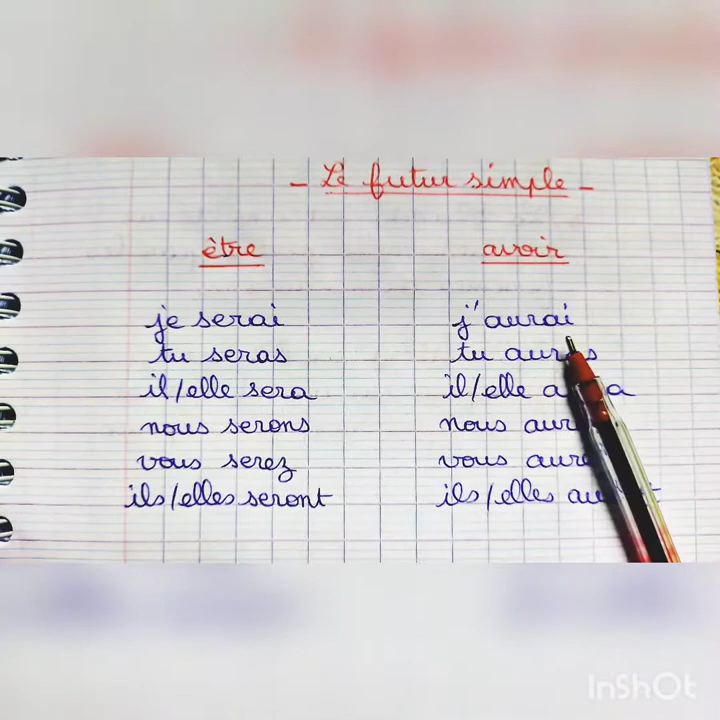 - Le futur simple -
être avoir
je serai j'aurai
tu seras tu auras
il/elle sera il/elle
nous serons nous
vous serez vous
ils/elles seront ils/elles
InShOt